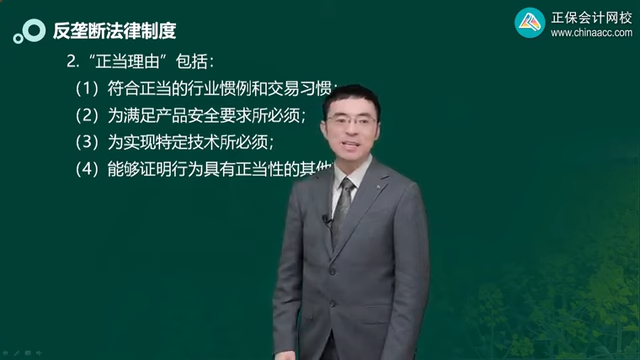 反垄断法律制度
正保会计网校
www.chinaacc.com
2.“正当理由”包括：
（1）符合正当的行业惯例和交易习惯；
（2）为满足产品安全要求所必须；
（3）为实现特定技术所必须；
（4）能够证明行为具有正当性的其他